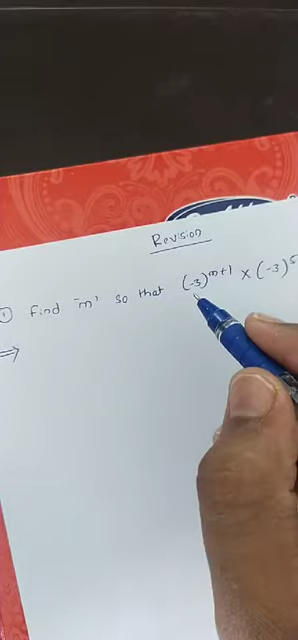 Revision
① Find 'm' so that (-3)^{m+1} × (-3)^5
⇒